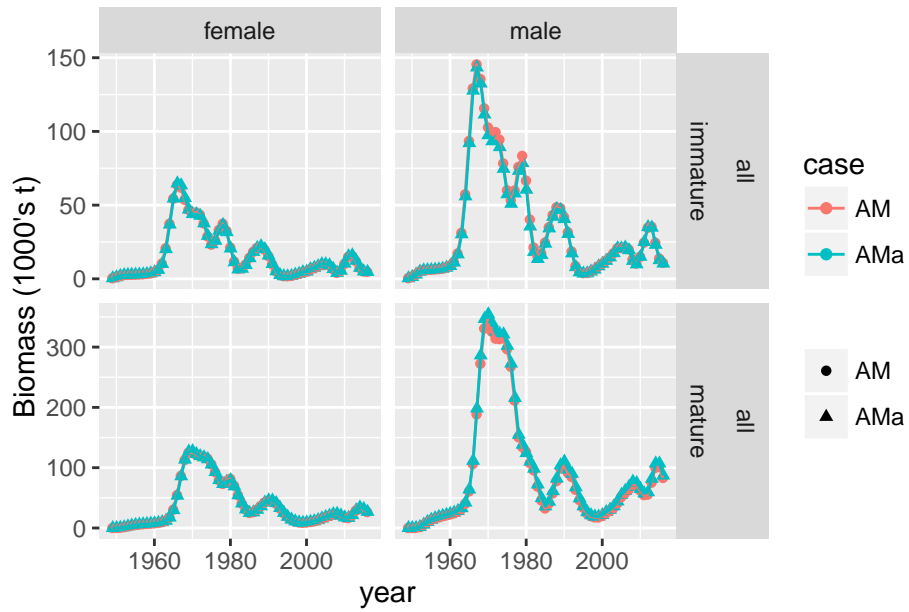 female male
150
100
50
0
immature
all
300
200
100
0
mature
all
1960 1980 2000 1960 1980 2000
year
Biomass (1000's t)
case
AM
AMa
AM
AMa